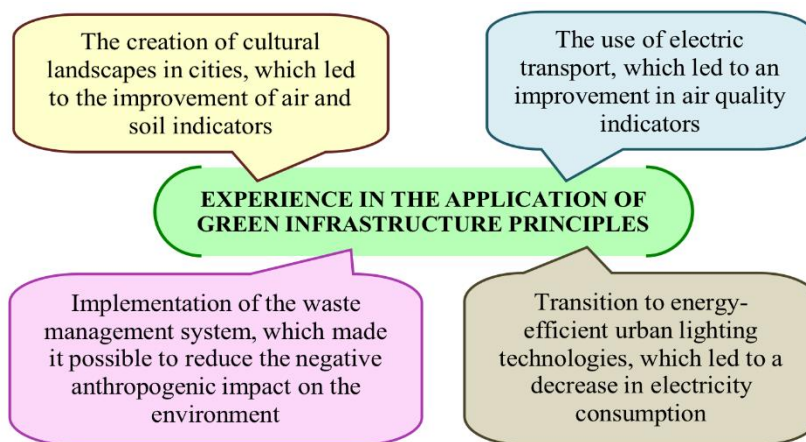 The creation of cultural
landscapes in cities, which led
to the improvement of air and
soil indicators
The use of electric
transport, which led to an
improvement in air quality
indicators
EXPERIENCE IN THE APPLICATION OF
GREEN INFRASTRUCTURE PRINCIPLES
Implementation of the waste
management system, which made
it possible to reduce the negative
anthropogenic impact on the
environment
Transition to energy-
efficient urban lighting
technologies, which led to a
decrease in electricity
consumption